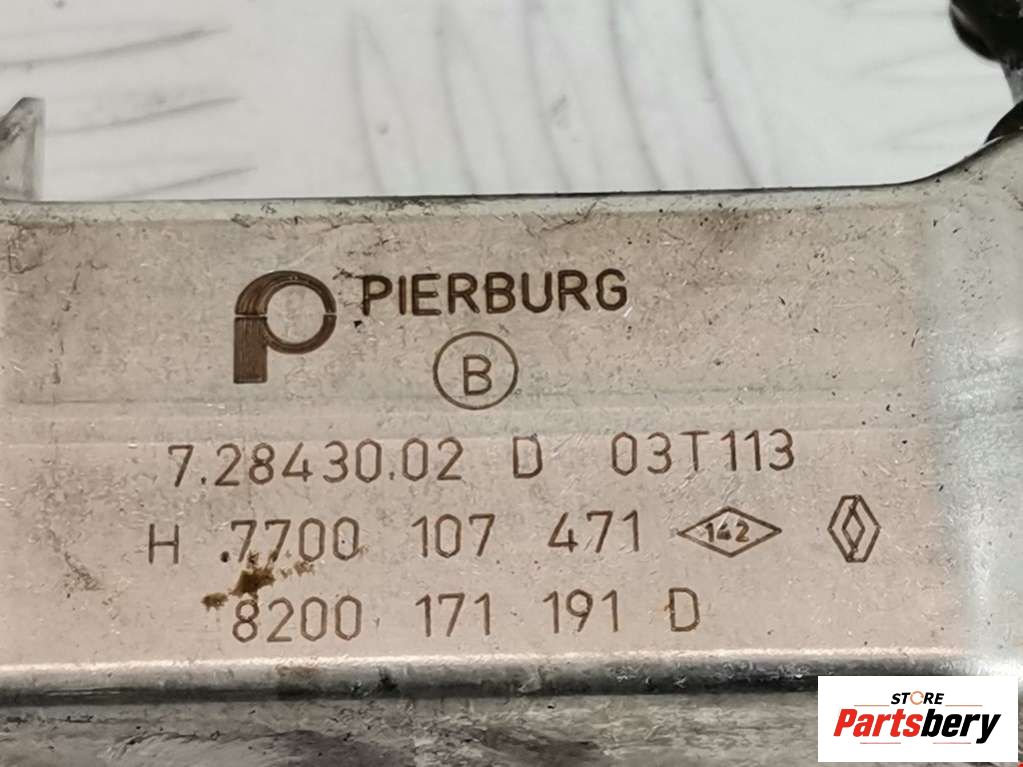 PIERBURG
B
7.28430.02 D 03T113
H .7700 107 471 142
8200 171 191 D
STORE
Partsbery